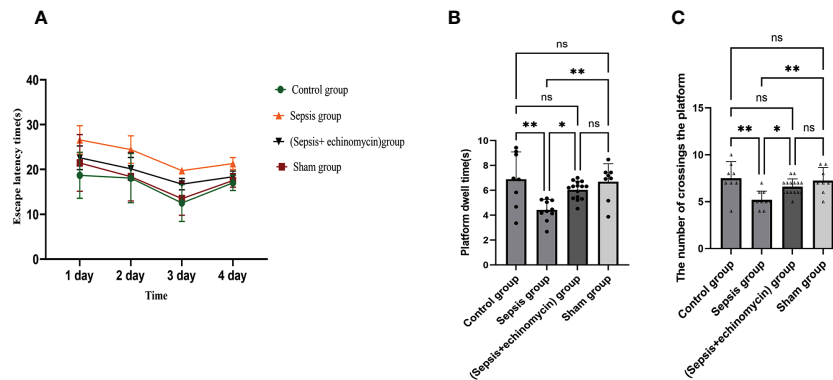 A
Escape latency time(s)
40
30
20
10
0
1 day 2 day 3 day 4 day
Time
Control group
Sepsis group
(Sepsis+ echinomycin)group
Sham group
B
ns
**
ns
** * ns
Platform dwell time(s)
10
8
6
4
2
0
Control group
Sepsis group
(Sepsis+echinomycin) group
Sham group
C
ns
**
ns
** * ns
The number of crossings the platform
15
10
5
0
Control group
Sepsis group
(Sepsis+echinomycin) group
Sham group